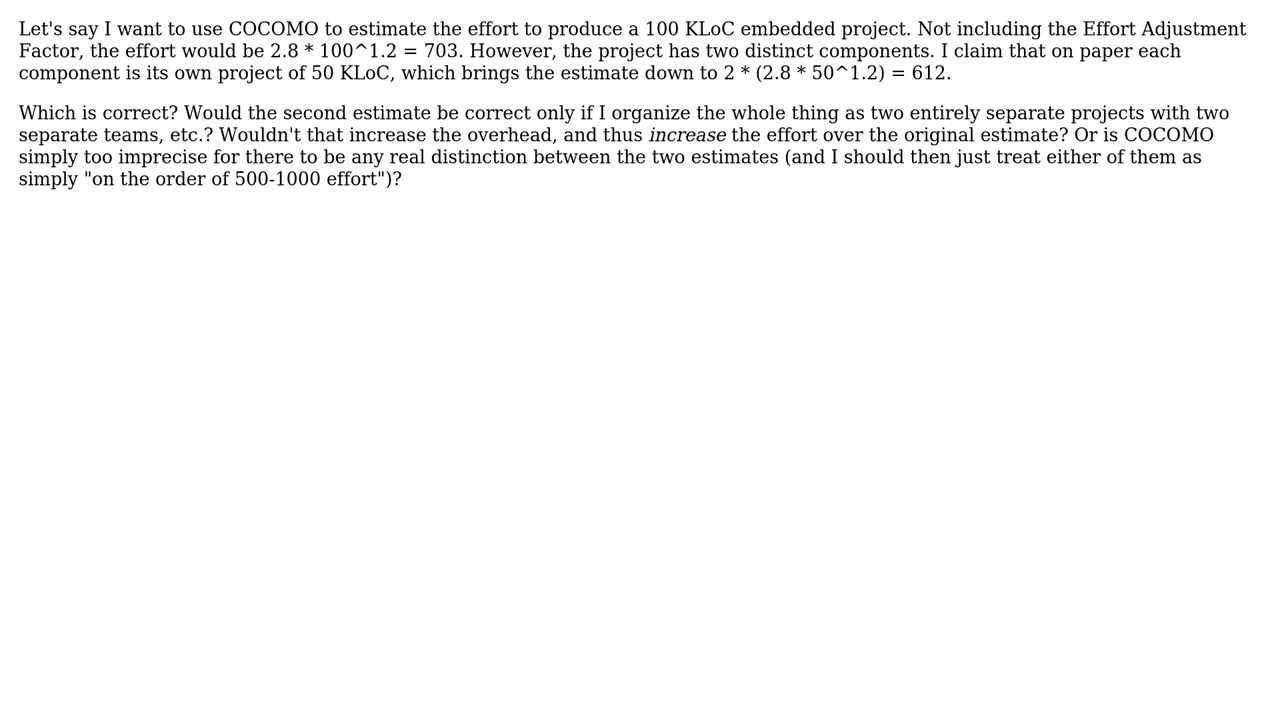 Let's say I want to use COCOMO to estimate the effort to produce a 100 KLoC embedded project. Not including the Effort Adjustment
Factor, the effort would be 2.8 * 100^1.2 = 703. However, the project has two distinct components. I claim that on paper each
component is its own project of 50 KLoC, which brings the estimate down to 2 * (2.8 * 50^1.2) = 612.
Which is correct? Would the second estimate be correct only if I organize the whole thing as two entirely separate projects with two
separate teams, etc.? Wouldn't that increase the overhead, and thus increase the effort over the original estimate? Or is COCOMO
simply too imprecise for there to be any real distinction between the two estimates (and I should then just treat either of them as
simply "on the order of 500-1000 effort")?